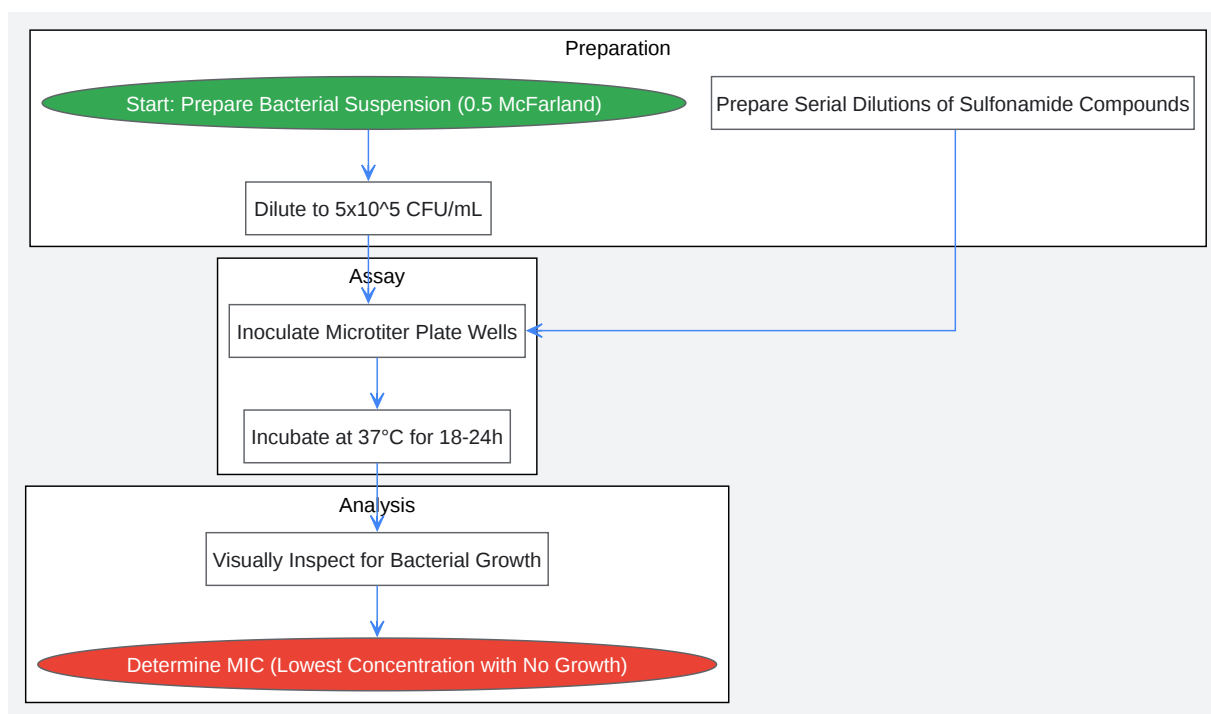 Preparation
Start: Prepare Bacterial Suspension (0.5 McFarland)
Prepare Serial Dilutions of Sulfonamide Compounds
Dilute to 5x10^5 CFU/mL
Assay
Inoculate Microtiter Plate Wells
Incubate at 37°C for 18-24h
Analysis
Visually Inspect for Bacterial Growth
Determine MIC (Lowest Concentration with No Growth)